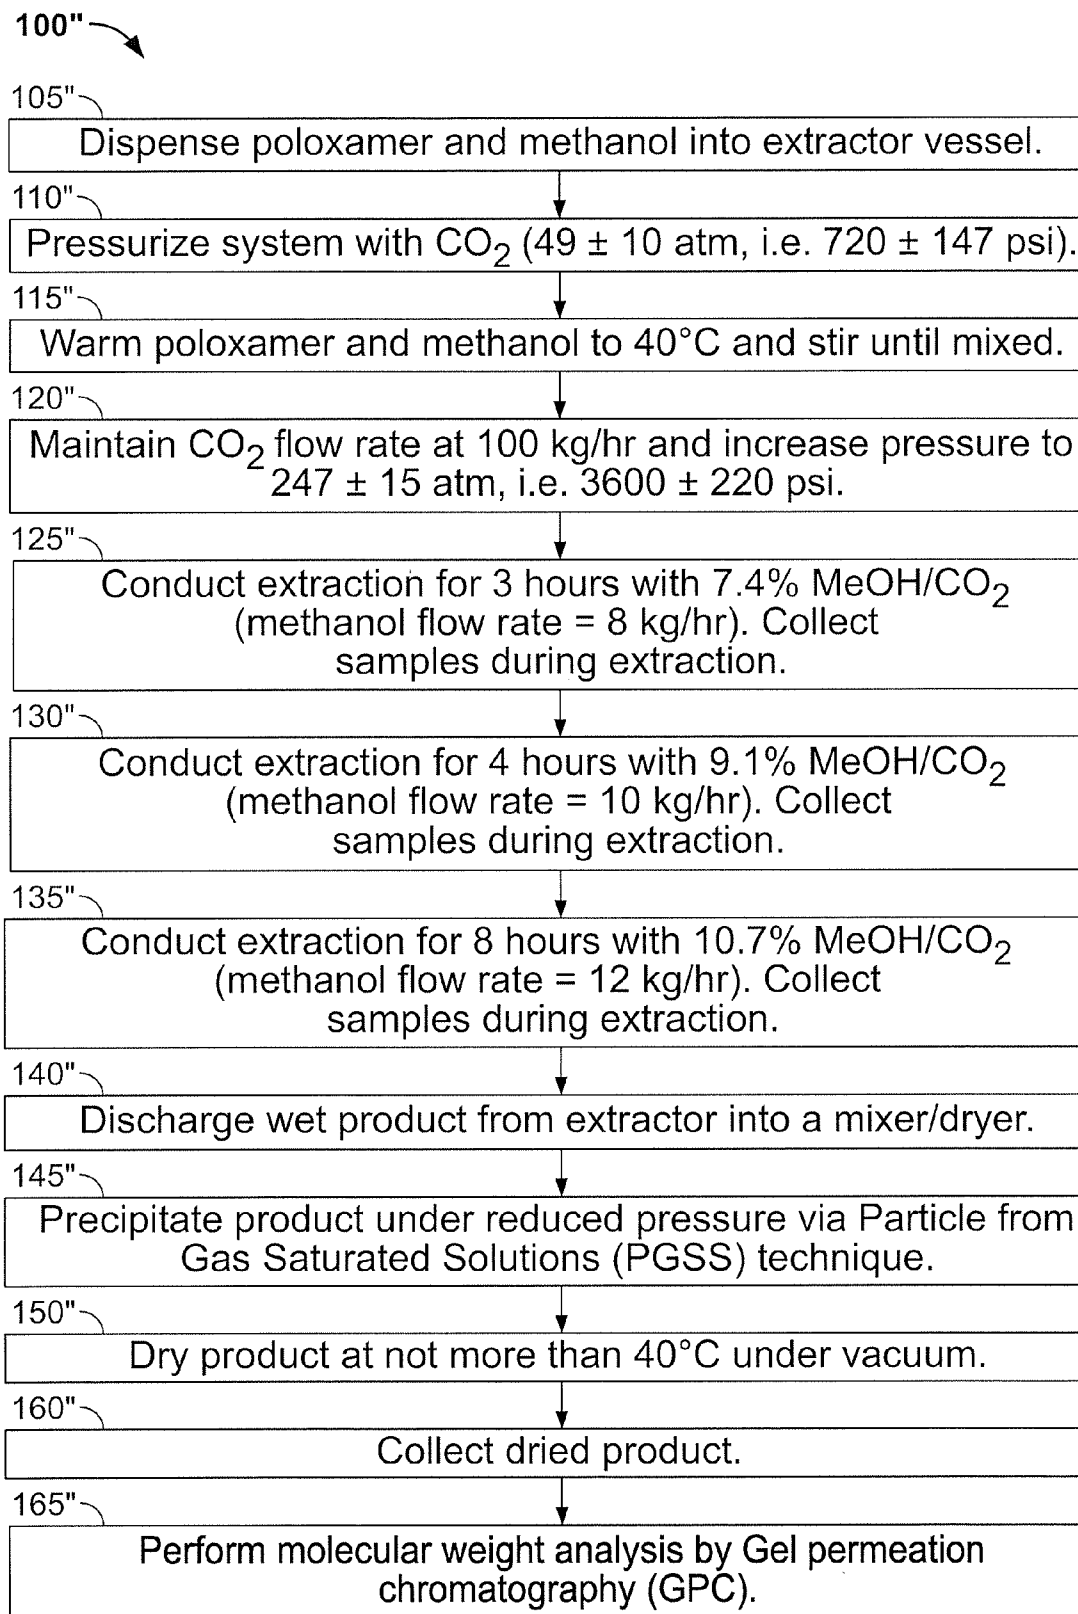 100"
105"
Dispense poloxamer and methanol into extractor vessel.
110"
Pressurize system with CO₂ (49 ± 10 atm, i.e. 720 ± 147 psi).
115"
Warm poloxamer and methanol to 40°C and stir until mixed.
120"
Maintain CO₂ flow rate at 100 kg/hr and increase pressure to
247 ± 15 atm, i.e. 3600 ± 220 psi.
125"
Conduct extraction for 3 hours with 7.4% MeOH/CO₂
(methanol flow rate = 8 kg/hr). Collect
samples during extraction.
130"
Conduct extraction for 4 hours with 9.1% MeOH/CO₂
(methanol flow rate = 10 kg/hr). Collect
samples during extraction.
135"
Conduct extraction for 8 hours with 10.7% MeOH/CO₂
(methanol flow rate = 12 kg/hr). Collect
samples during extraction.
140"
Discharge wet product from extractor into a mixer/dryer.
145"
Precipitate product under reduced pressure via Particle from
Gas Saturated Solutions (PGSS) technique.
150"
Dry product at not more than 40°C under vacuum.
160"
Collect dried product.
165"
Perform molecular weight analysis by Gel permeation
chromatography (GPC).